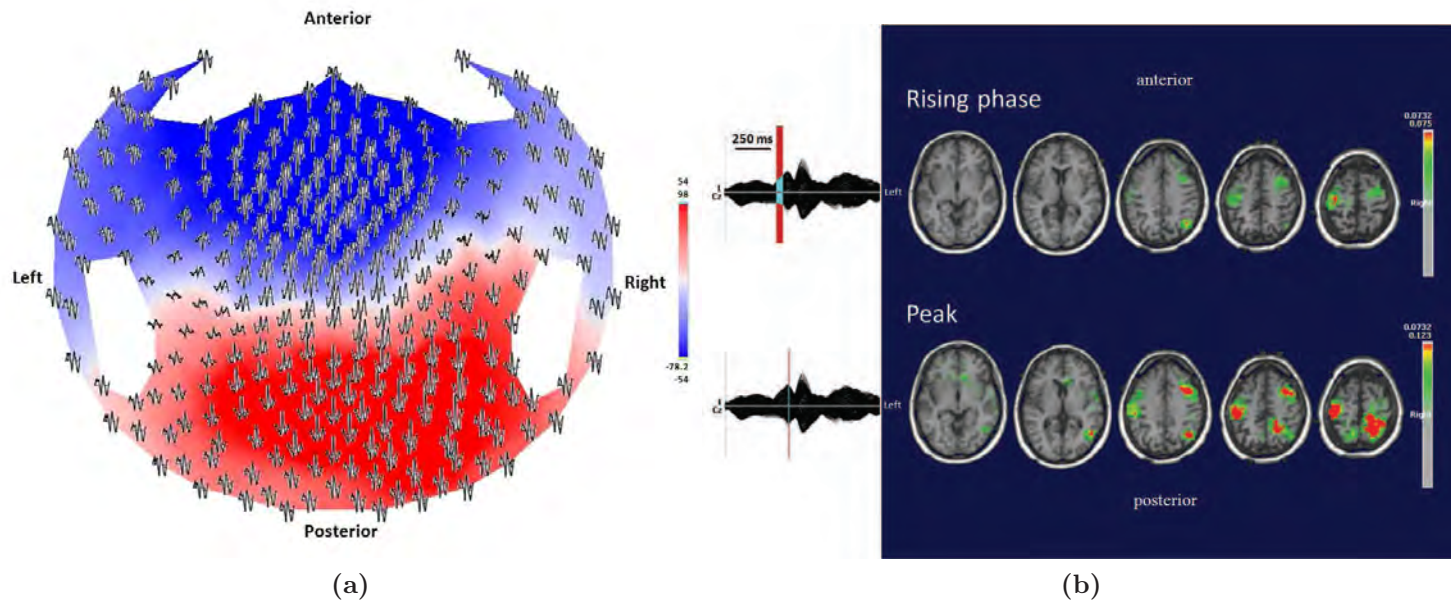 Anterior
Left
Right
Posterior
54
98
-78.2
-54
(a)
250 ms
Cz
Cz
anterior
Rising phase
0.0732
0.075
Left
Right
Peak
0.0732
0.123
Left
Right
posterior
(b)